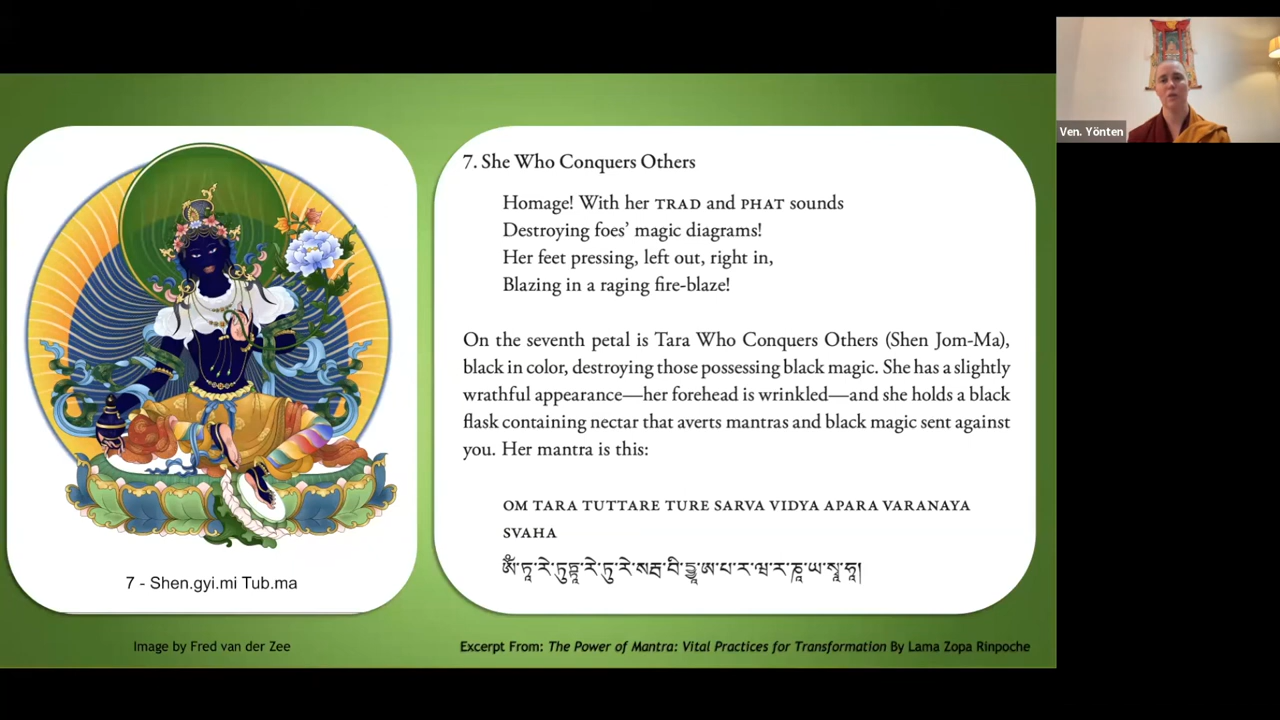 7. She Who Conquers Others
Homage! With her TRAD and PHAT sounds
Destroying foes’ magic diagrams!
Her feet pressing, left out, right in,
Blazing in a raging fire-blaze!
On the seventh petal is Tara Who Conquers Others (Shen Jom-Ma),
black in color, destroying those possessing black magic. She has a slightly
wrathful appearance—her forehead is wrinkled—and she holds a black
flask containing nectar that averts mantras and black magic sent against
you. Her mantra is this:
OM TARA TUTTARE TURE SARVA VIDYA APARA VARANAYA
SVAHA
7 - Shen.gyi.mi Tub.ma
Image by Fred van der Zee
Excerpt From: The Power of Mantra: Vital Practices for Transformation By Lama Zopa Rinpoche
Ven. Yönten